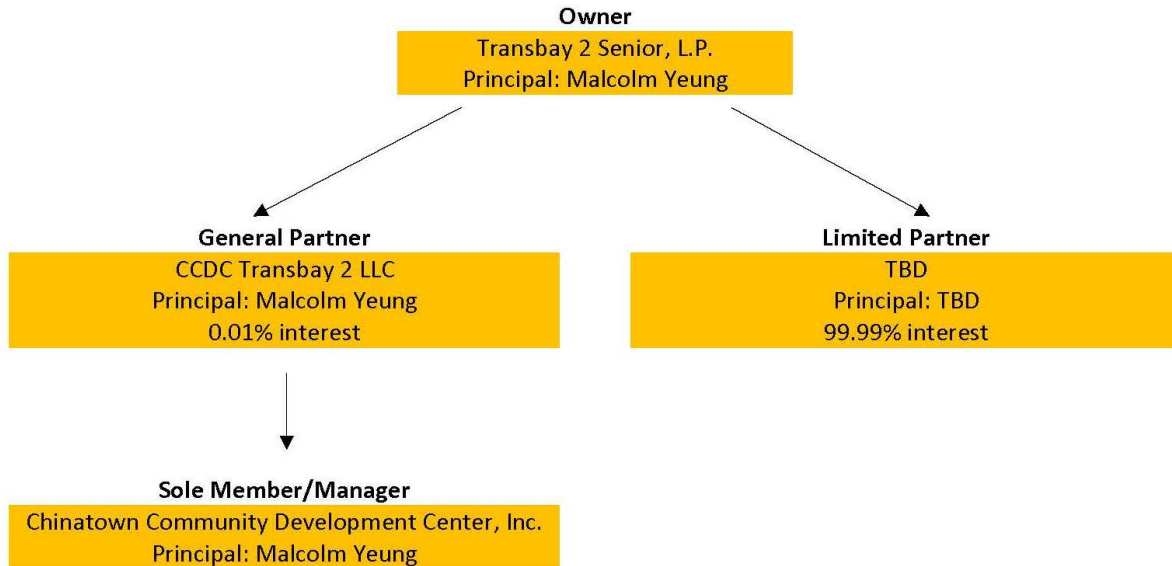 Owner
Transbay 2 Senior, L.P.
Principal: Malcolm Yeung
General Partner
CCDC Transbay 2 LLC
Principal: Malcolm Yeung
0.01% interest
Limited Partner
TBD
Principal: TBD
99.99% interest
Sole Member/Manager
Chinatown Community Development Center, Inc.
Principal: Malcolm Yeung